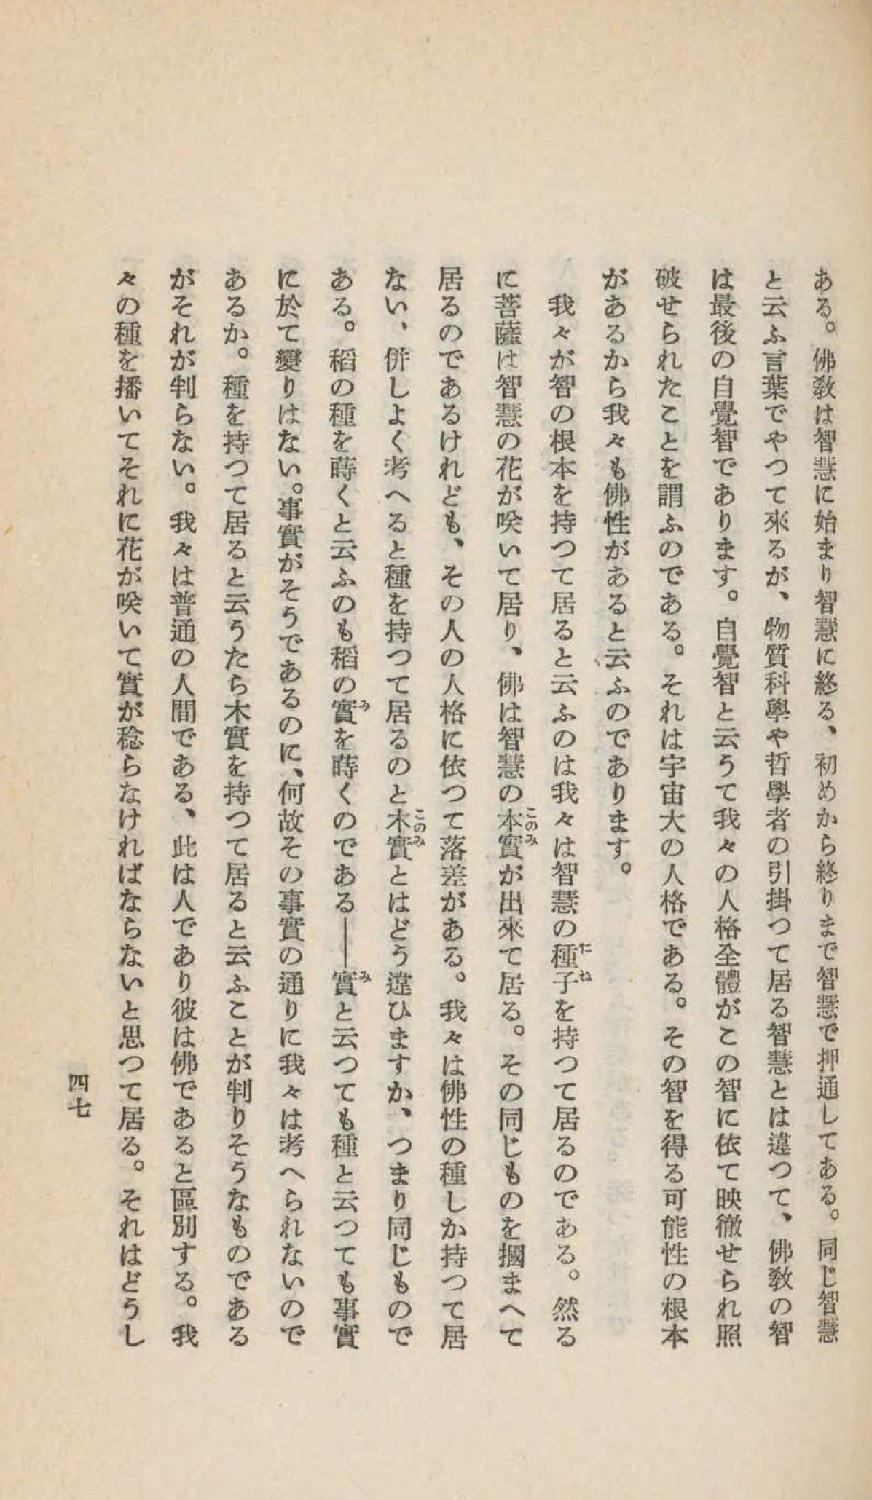 ある。佛敎は智慧に始まり智慧に終る、初めから終りまで智慧で押通してある。同じ智慧
と云ふ言葉でやつて來るが、物質科學や哲學者の引掛つて居る智慧とは違つて、佛敎の智
は最後の自覺智であります。自覺智と云うて我々の人格全體がこの智に依て映徹せられ照
破せられたことを謂ふのである。それは宇宙大の人格である。その智を得る可能性の根本
があるから我々も佛性があると云ふのであります。
我々が智の根本を持つて居ると云ふのは我々は智慧の種子を持つて居るのである。然る
に菩薩は智慧の花が咲いて居り、佛は智慧の本實が出來て居る。その同じものを摑まへて
居るのであるけれども、その人の人格に依つて落差がある。我々は佛性の種しか持つて居
ない、併しよく考へると種を持つて居るのと木實とはどう違ひますか、つまり同じもので
ある。稻の種を蒔くと云ふのも稻の實を蒔くのである——實と云つても種と云つても事實
に於て變りはない。事實がそうであるのに、何故その事實の通りに我々は考へられないので
あるか。種を持つて居ると云うたら木實を持つて居ると云ふことが判りそうなものである
がそれが判らない。我々は普通の人間である、此は人であり彼は佛であると區別する。我
々の種を播いてそれに花が咲いて實が稔らなければならないと思つて居る。それはどうし
四七